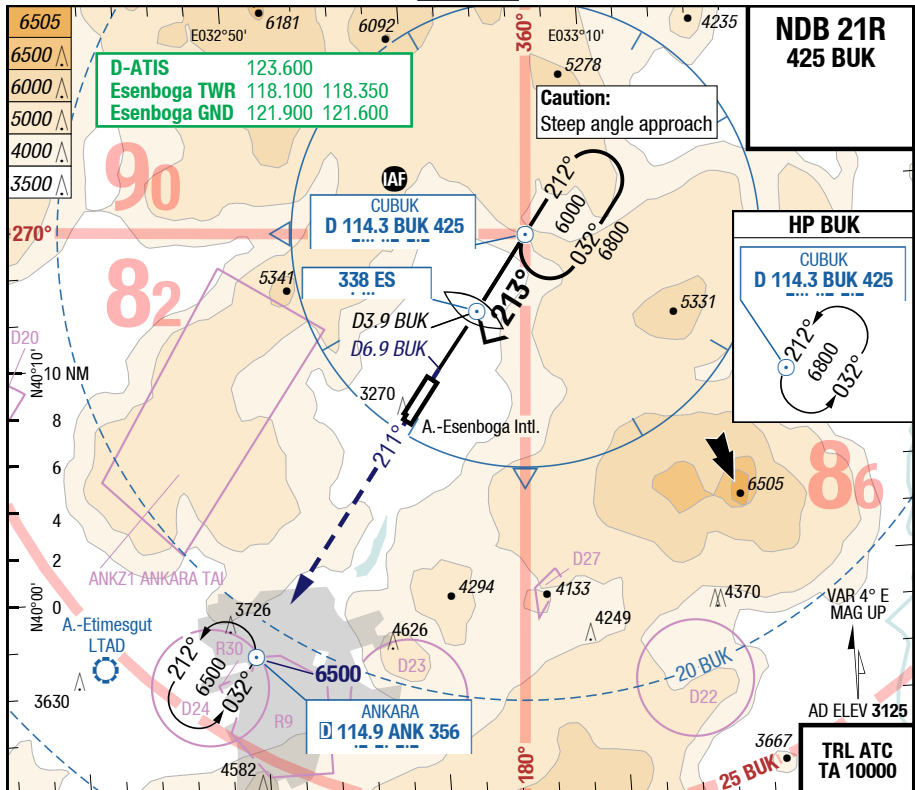 6505
6500
6000
5000
4000
3500
6181
6092
E032°50'
360°
E033°10'
4235
5278
NDB 21R
425 BUK
D-ATIS 123.600
Esenboga TWR 118.100 118.350
Esenboga GND 121.900 121.600
Caution:
Steep angle approach
90
IAF
CUBUK
D 114.3 BUK 425
212°
6000
032°
6800
270°
HP BUK
CUBUK
D 114.3 BUK 425
212°
6800
032°
82
5341
338 ES
213°
D3.9 BUK
D6.9 BUK
5331
D20
N40°10'
10 NM
8
6
4
2
0
3270
A.-Esenboga Intl.
211°
86
6505
ANKZ1 ANKARA TAI
N40°00'
D27
4294
4133
4370
4249
VAR 4° E
MAG UP
A.-Etimesgut
LTAD
3726
R30
4626
D23
212°
6500
032°
6500
20 BUK
D22
3630
D24
R9
ANKARA
D 114.9 ANK 356
AD ELEV 3125
4582
180°
25 BUK
3667
TRL ATC
TA 10000